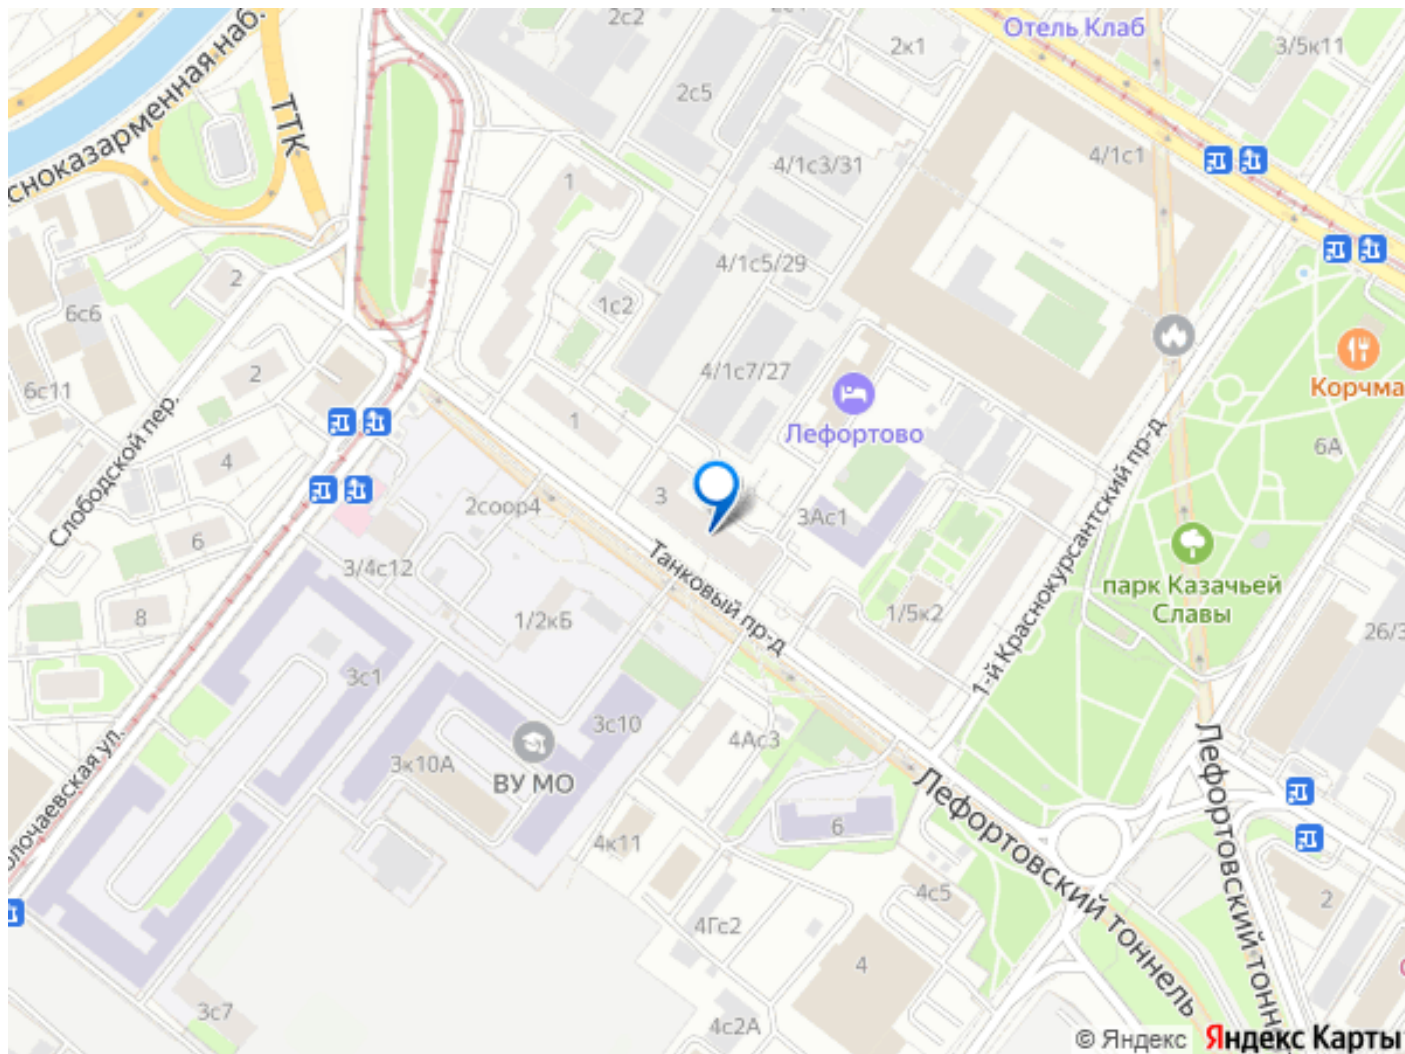 2с2
Отель Клаб
2к1
3/5к11
сноказарменная наб.
ТТК
2с5
4/1с1
4/1с3/31
1
4/1с5/29
2
1с2
6с6
4/1с7/27
2
6с11
Корчма
Слободской пер.
1
Лефортово
6А
4
3
2соор4
3Ас1
1-й Краснокурсантский пр-д
6
Танковый пр-д
3/4с12
парк Казачьей
Славы
8
1/2кБ
1/5к2
26/3
3с1
3с10
4Ас3
3к10А
ВУ МО
олочаевская ул.
6
4к11
Лефортовский тоннель
Лефортовский тонн
4с5
2
4Гс2
4
3с7
4с2А
© Яндекс
Яндекс Карты